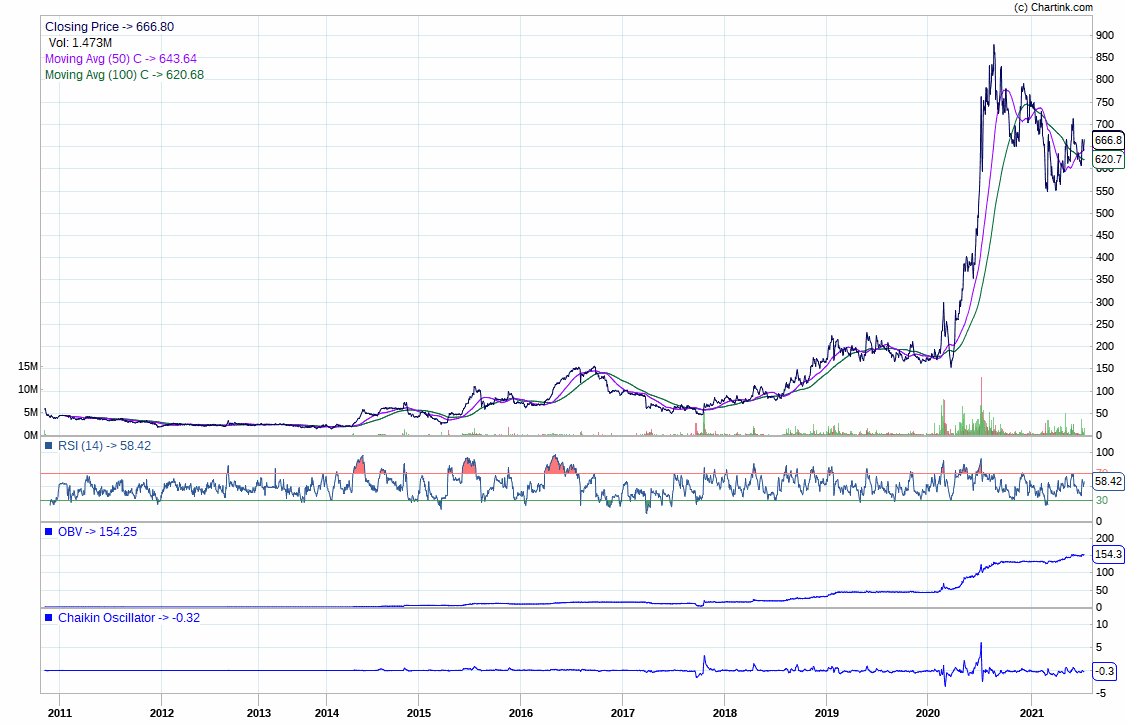 (c) Chartink.com
Closing Price -> 666.80
Vol: 1.473M
Moving Avg (50) C -> 643.64
Moving Avg (100) C -> 620.68
900
850
800
750
700
666.8
620.7
600
550
500
450
400
350
300
250
200
150
100
50
0
15M
10M
5M
0M
RSI (14) -> 58.42
100
70
58.42
30
0
OBV -> 154.25
200
154.3
100
50
0
Chaikin Oscillator -> -0.32
10
5
-0.3
-5
2011 2012 2013 2014 2015 2016 2017 2018 2019 2020 2021